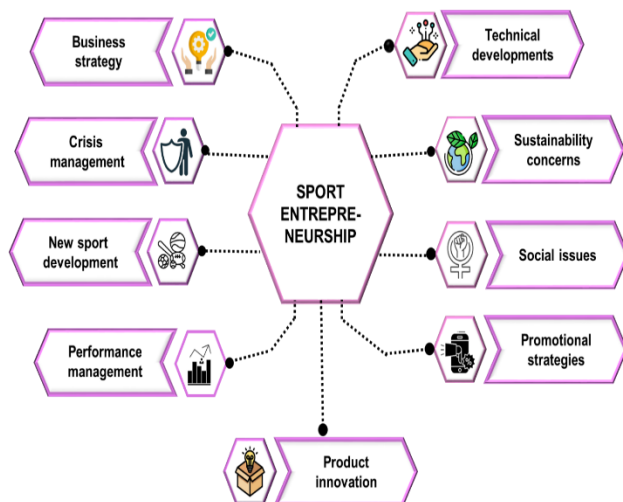 Business
strategy
Technical
developments
Crisis
management
Sustainability
concerns
SPORT
ENTREPRE-
NEURSHIP
New sport
development
Social issues
Performance
management
Promotional
strategies
Product
innovation